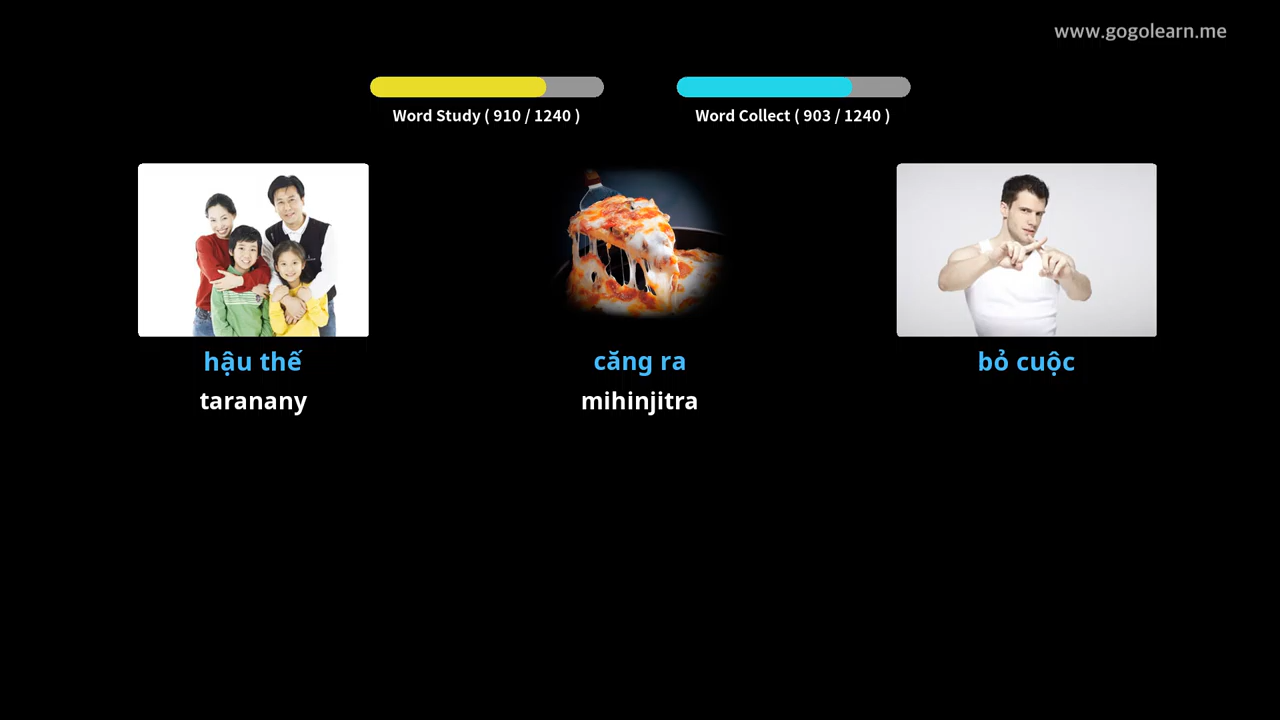 www.gogolearn.me
Word Study ( 910 / 1240 )
Word Collect ( 903 / 1240 )
hậu thế
căng ra
bỏ cuộc
taranany
mihinjitra